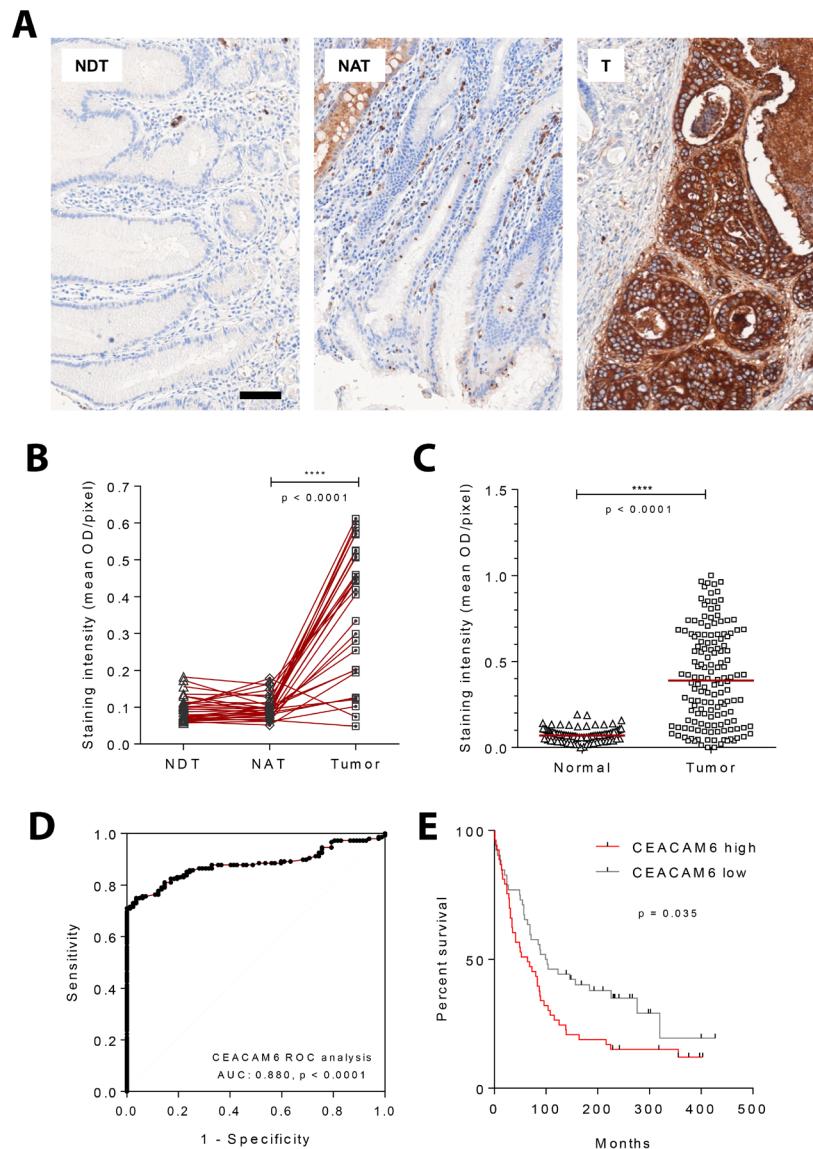 A
NDT
NAT
T
B
C
Staining intensity (mean OD/pixel)
0.7
0.6
0.5
0.4
0.3
0.2
0.1
0.0
****
p < 0.0001
NDT
NAT
Tumor
Staining intensity (mean OD/pixel)
1.5
1.0
0.5
0.0
****
p < 0.0001
Normal
Tumor
D
E
Sensitivity
1.0
0.8
0.6
0.4
0.2
0.0
CEACAM6 ROC analysis
AUC: 0.880, p < 0.0001
0.0 0.2 0.4 0.6 0.8 1.0
1 - Specificity
Percent survival
100
50
0
CEACAM6 high
CEACAM6 low
p = 0.035
0 100 200 300 400 500
Months